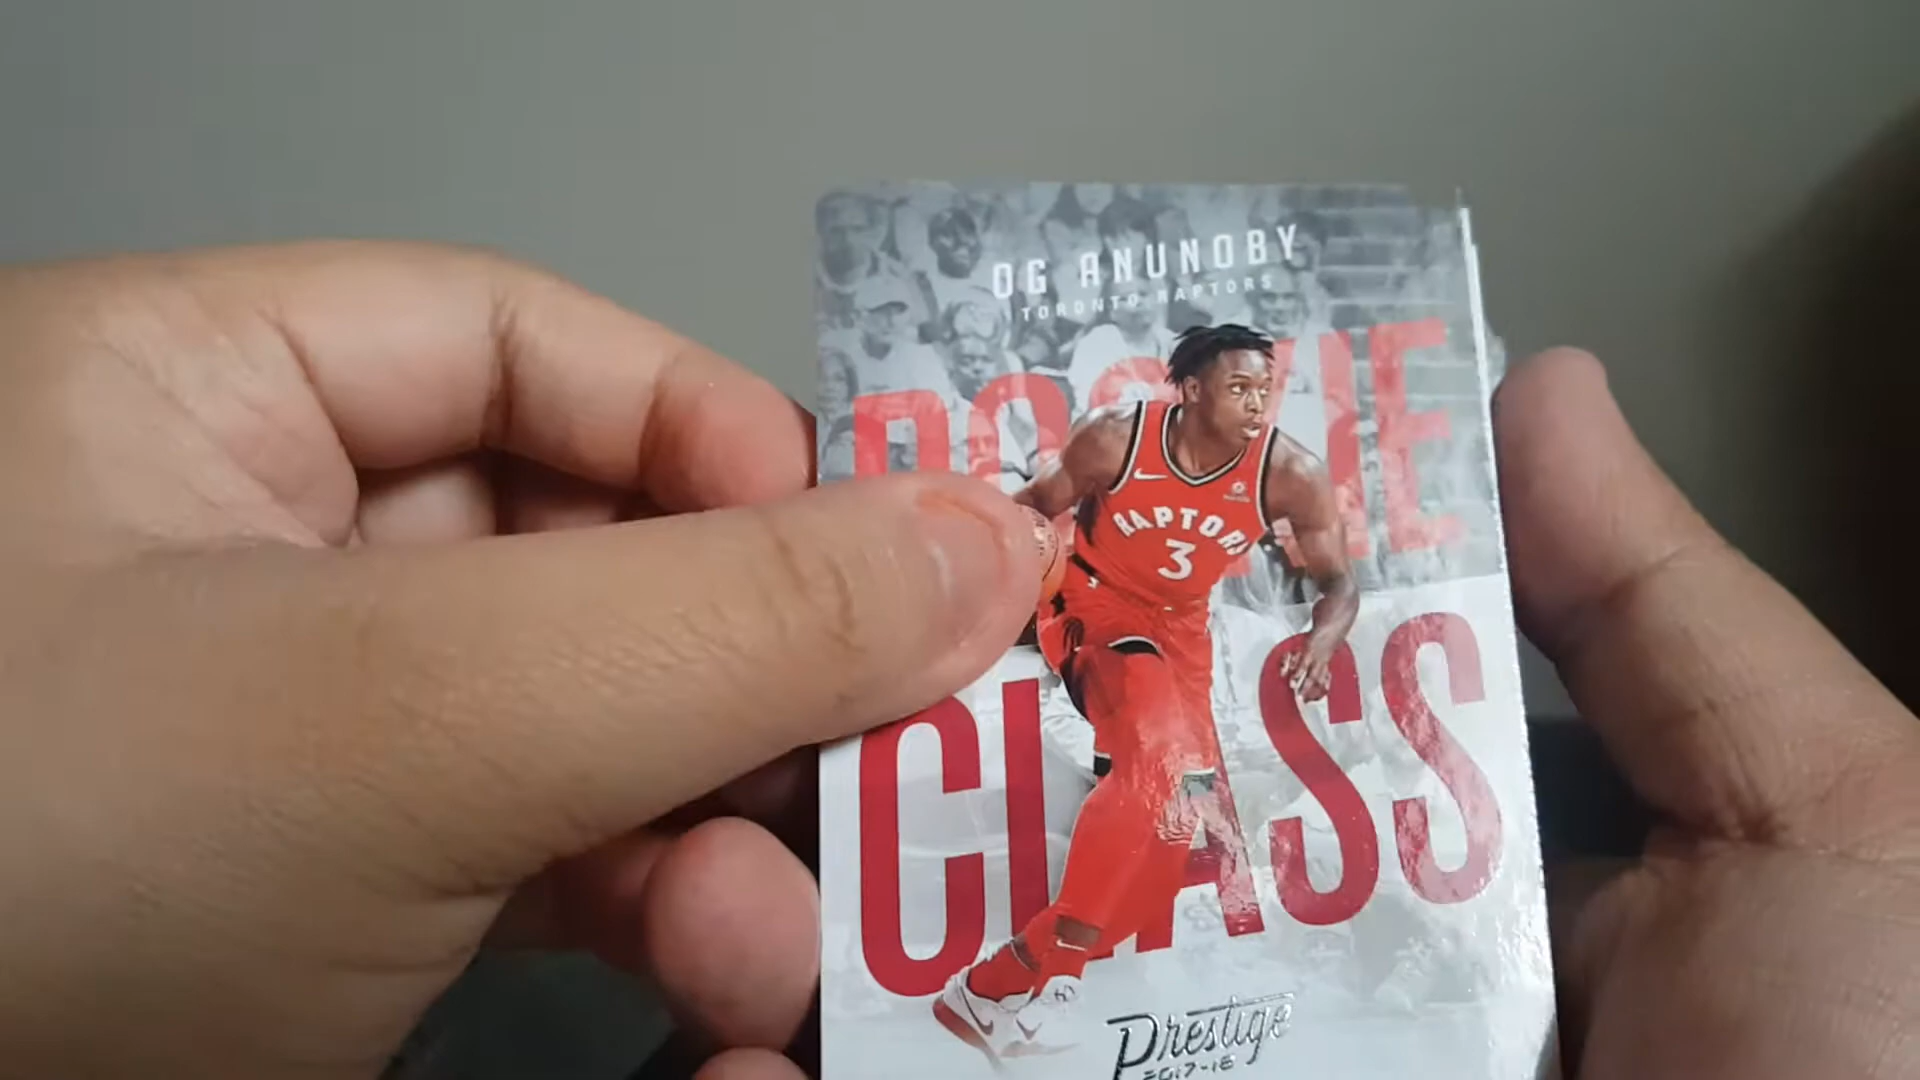 OG ANUNOBY
TORONTO RAPTORS
ROOKIE
RAPTORS
3
CLASS
Prestige
2017-18